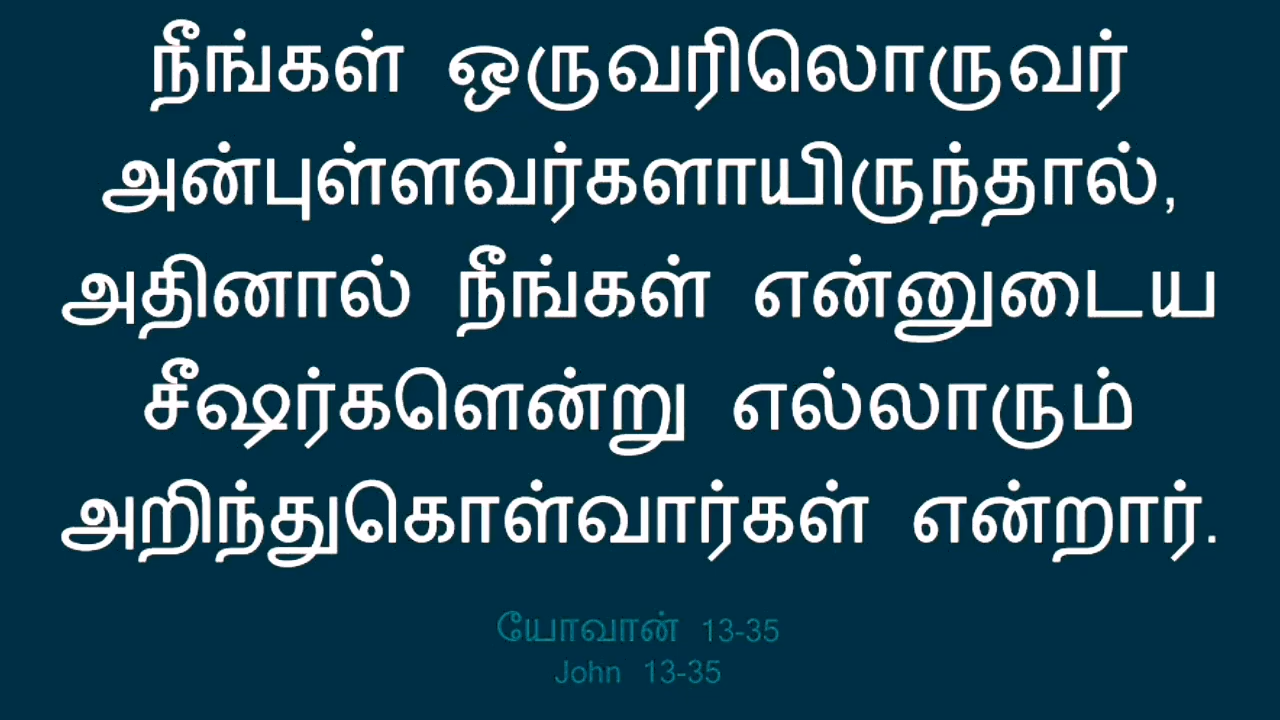 நீங்கள் ஒருவரிலொருவர்
அன்புள்ளவர்களாயிருந்தால்,
அதினால் நீங்கள் என்னுடைய
சீஷர்களென்று எல்லாரும்
அறிந்துகொள்வார்கள் என்றார்.
யோவான் 13-35
John 13-35